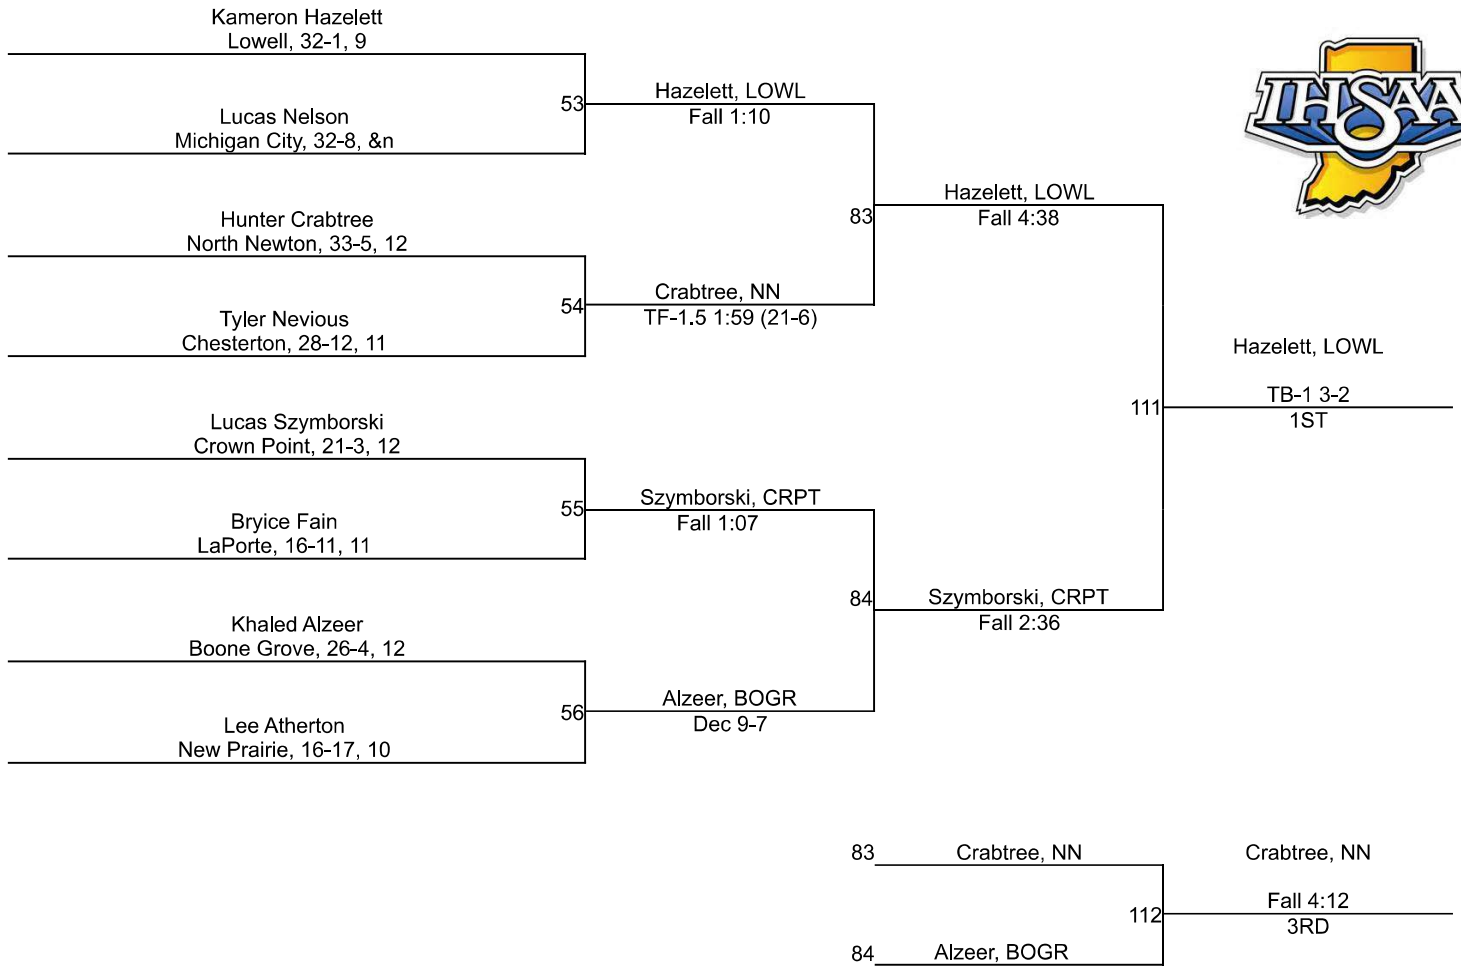 Kameron Hazelett
Lowell, 32-1, 9
Lucas Nelson
Michigan City, 32-8, &n
53
Hazelett, LOWL
Fall 1:10
Hunter Crabtree
North Newton, 33-5, 12
Tyler Nevious
Chesterton, 28-12, 11
54
Crabtree, NN
TF-1.5 1:59 (21-6)
83
Hazelett, LOWL
Fall 4:38
Lucas Szymborski
Crown Point, 21-3, 12
Bryice Fain
LaPorte, 16-11, 11
55
Szymborski, CRPT
Fall 1:07
Khaled Alzeer
Boone Grove, 26-4, 12
Lee Atherton
New Prairie, 16-17, 10
56
Alzeer, BOGR
Dec 9-7
84
Szymborski, CRPT
Fall 2:36
111
Hazelett, LOWL
TB-1 3-2
1ST
IHSAA
83
Crabtree, NN
84
Alzeer, BOGR
112
Crabtree, NN
Fall 4:12
3RD